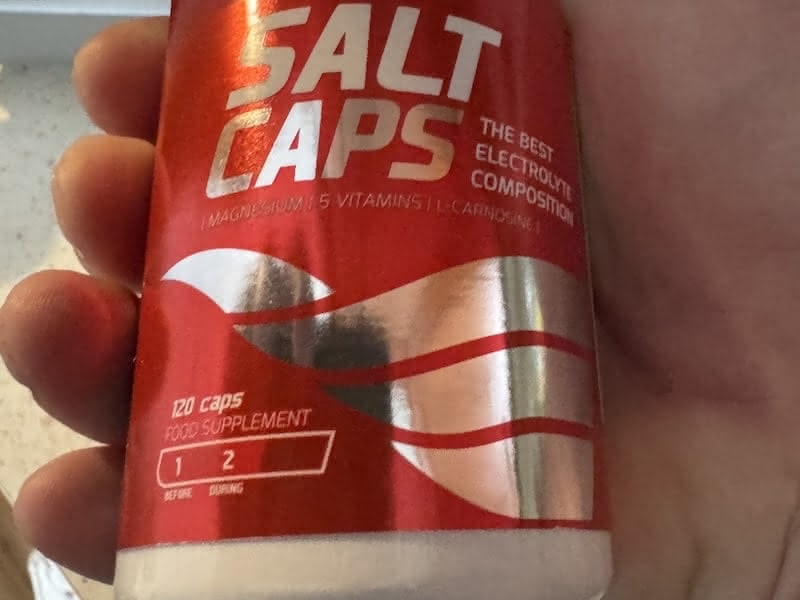 SALT
CAPS
THE BEST
ELECTROLYTE
COMPOSITION
| MAGNESIUM | 5 VITAMINS | L-CARNOSINE |
120 caps
FOOD SUPPLEMENT
1 2
BEFORE DURING